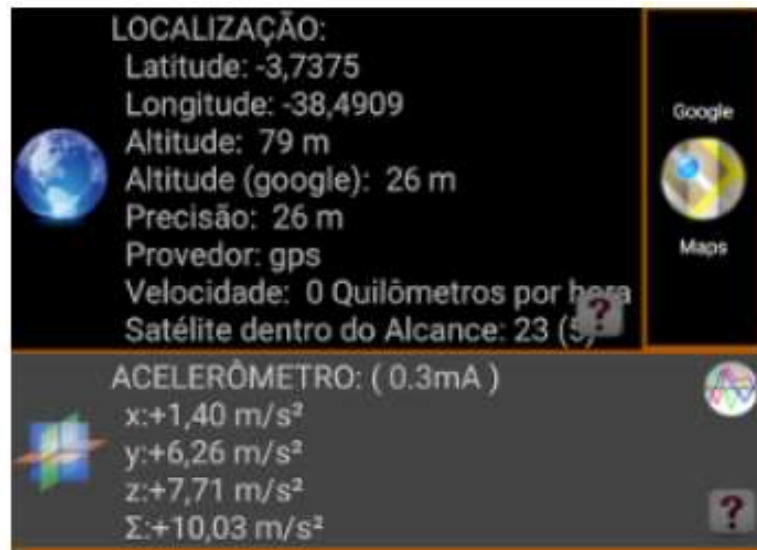 LOCALIZAÇÃO:
Latitude: -3,7375
Longitude: -38,4909
Altitude: 79 m
Altitude (google): 26 m
Precisão: 26 m
Provedor: gps
Velocidade: 0 Quilômetros por hora
Satélite dentro do Alcance: 23 (5)
?
Google
Maps
ACELERÔMETRO: ( 0.3mA )
x:+1,40 m/s²
y:+6,26 m/s²
z:+7,71 m/s²
Σ:+10,03 m/s²
?